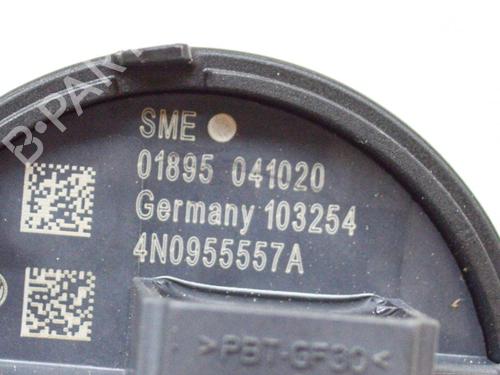 B-PARTS
SME
01895 041020
Germany 103254
4N0955557A
>PBT-GF30<